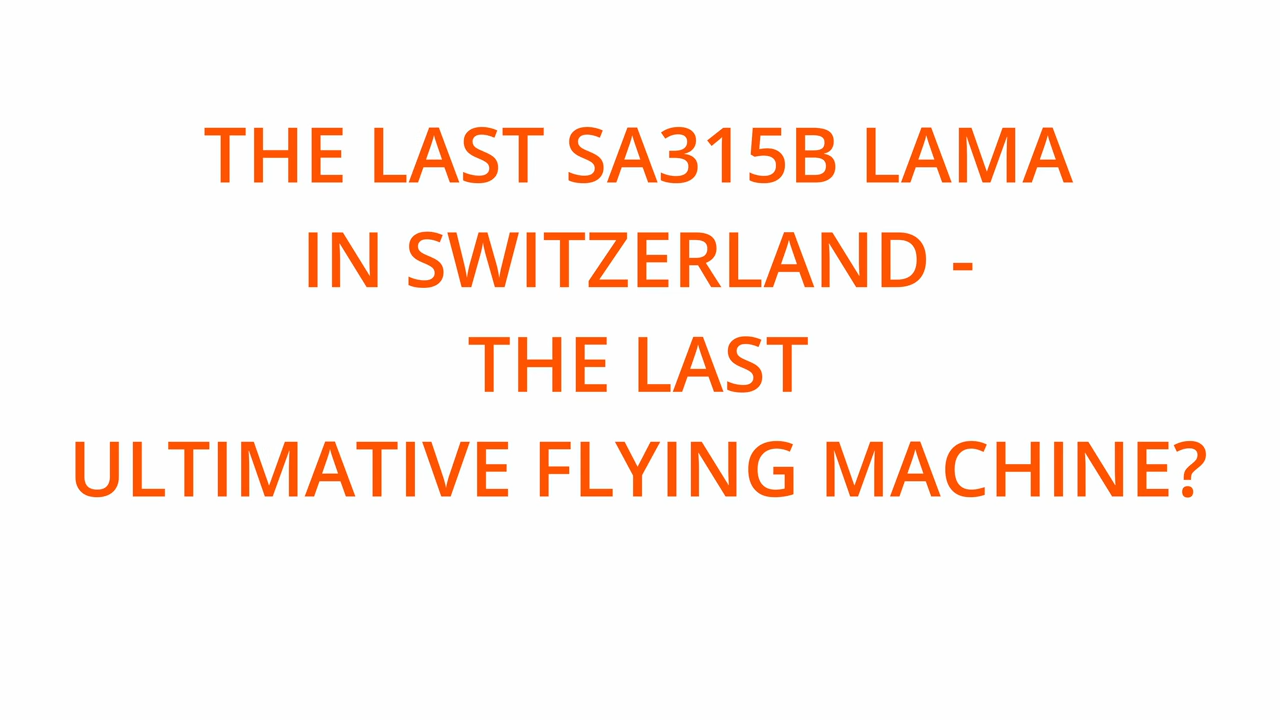 THE LAST SA315B LAMA
IN SWITZERLAND -
THE LAST
ULTIMATIVE FLYING MACHINE?